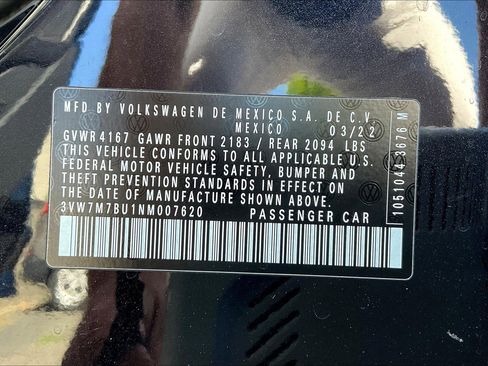 MFD BY VOLKSWAGEN DE MEXICO S.A. DE C.V
MEXICO 03/22
GVWR 4167 GAWR FRONT 2183 / REAR 2094 LBS
THIS VEHICLE CONFORMS TO ALL APPLICABLE U.S.
FEDERAL MOTOR VEHICLE SAFETY, BUMPER AND
THEFT PREVENTION STANDARDS IN EFFECT ON
THE DATE OF MANUFACTURE SHOWN ABOVE.
3VW7M7BU1NM007620 PASSENGER CAR
1051044 3676 M